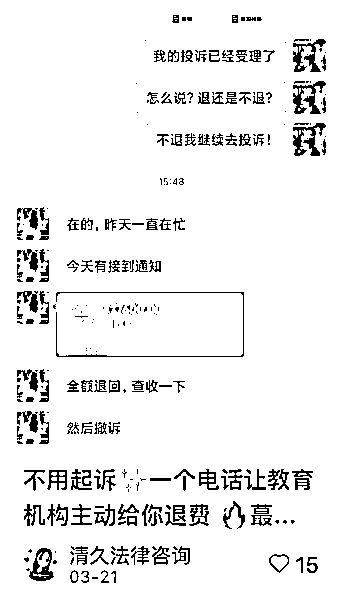 我的投诉已经受理了
怎么说？退还是不退？
不退我继续去投诉！
15:48
在的，昨天一直在忙
今天有接到通知
全额退回，查收一下
然后撤诉
不用起诉 一个电话让教育
机构主动给你退费 🔥最...
清久法律咨询
03-21
15